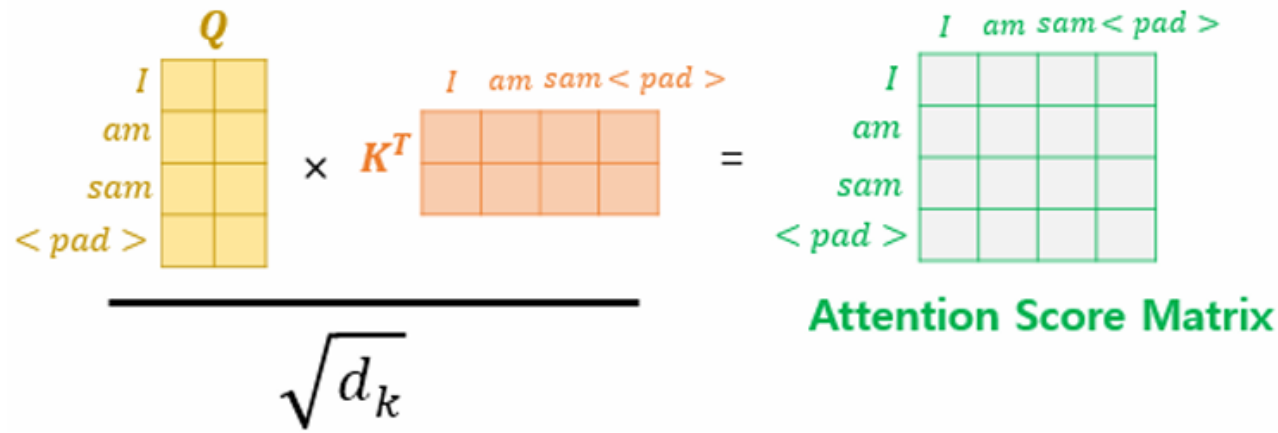 Q
I
am
sam
< pad >
×
K^T
I am sam < pad >
=
I am sam < pad >
I
am
sam
< pad >
√d_k
Attention Score Matrix